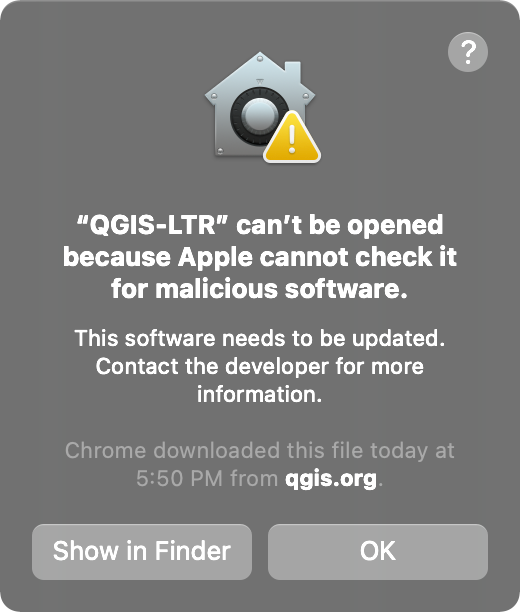 ?
“QGIS-LTR” can’t be opened
because Apple cannot check it
for malicious software.
This software needs to be updated.
Contact the developer for more
information.
Chrome downloaded this file today at
5:50 PM from qgis.org.
Show in Finder
OK